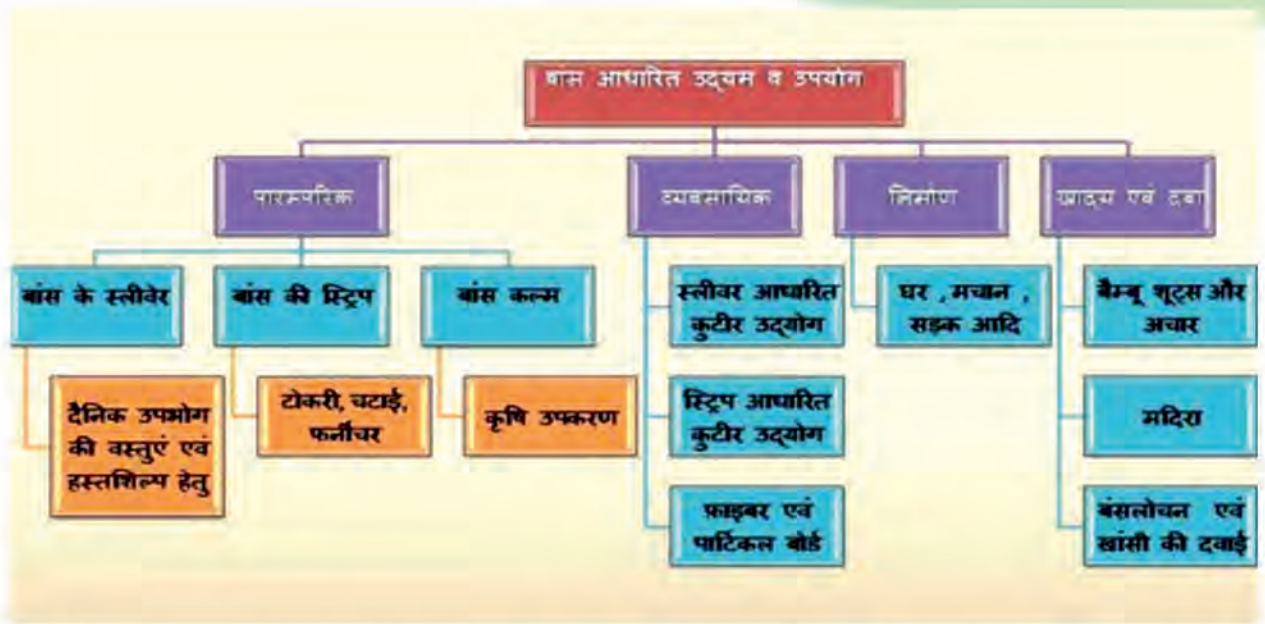 बांस आधारित उद्यम व उपयोग
पारम्परिक
व्यवसायिक
निर्माण
खाद्य एवं दवा
बांस के स्लीवेर
बांस की स्ट्रिप
बांस कल्म
स्लीवर आधारित
कुटीर उद्योग
घर , मचान ,
सड़क आदि
बैम्बू शूट्स और
अचार
दैनिक उपभोग
की वस्तुएं एवं
हस्तशिल्प हेतु
टोकरी, चटाई,
फर्नीचर
कृषि उपकरण
स्ट्रिप आधारित
कुटीर उद्योग
मदिरा
फ़ाइबर एवं
पार्टिकल बोर्ड
बंसलोचन एवं
खांसी की दवाई